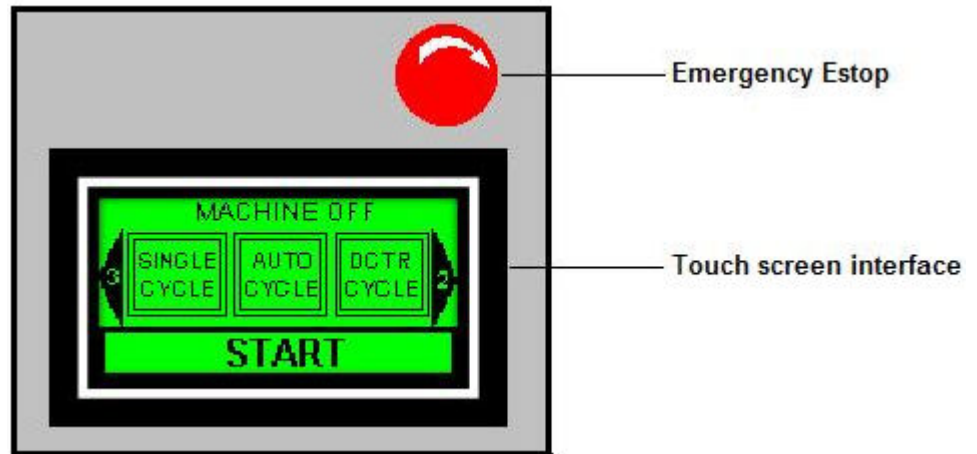 Emergency Estop
MACHINE OFF
3
SINGLE CYCLE
AUTO CYCLE
DCTR CYCLE
2
Touch screen interface
START